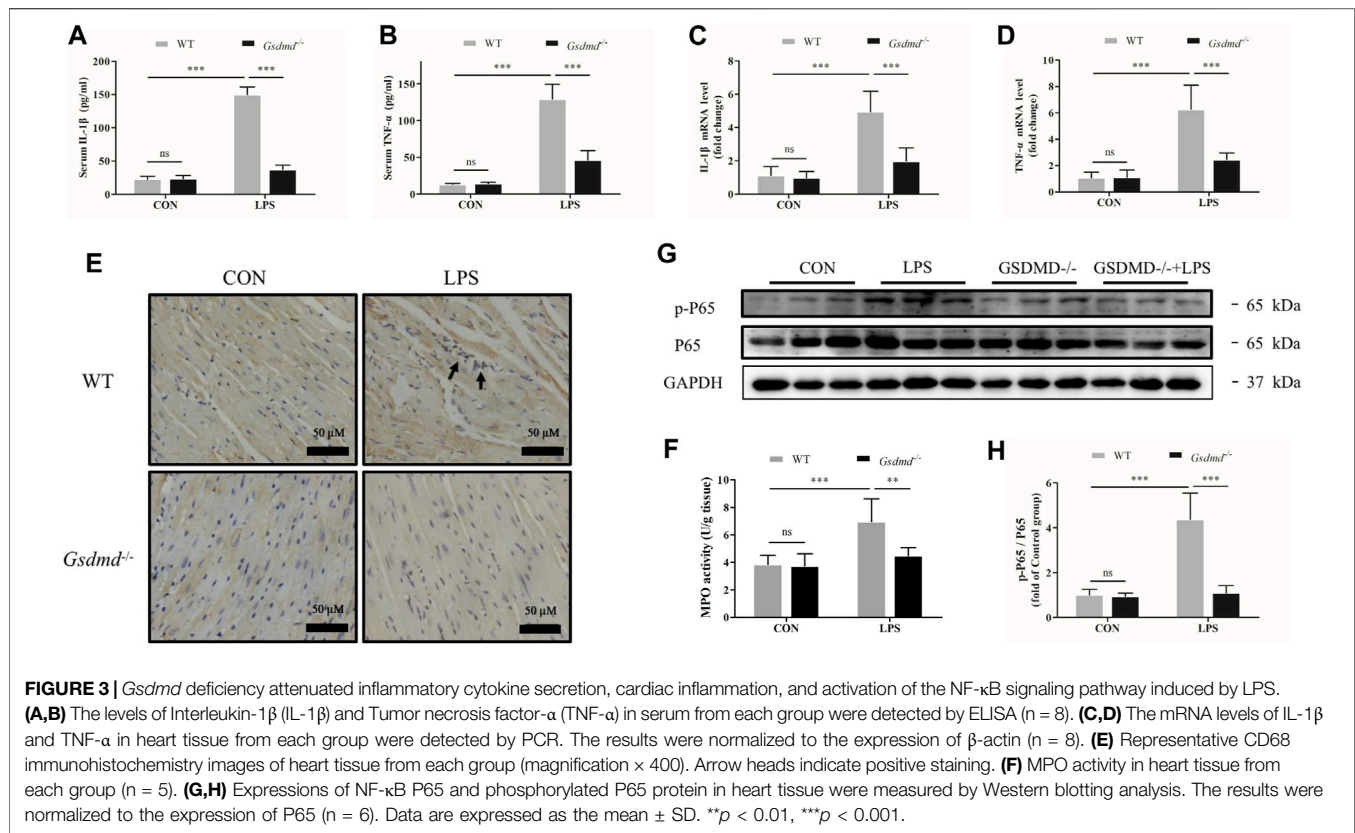 A
WT Gsdmd-/-
Serum IL-1β (pg/ml)
200
150
100
50
0
ns
***
***
CON LPS
B
WT Gsdmd-/-
Serum TNF-α (pg/ml)
150
100
50
0
ns
***
***
CON LPS
C
WT Gsdmd-/-
IL-1β mRNA level
(fold change)
8
6
4
2
0
ns
***
***
CON LPS
D
WT Gsdmd-/-
TNF-α mRNA level
(fold change)
10
8
6
4
2
0
ns
***
***
CON LPS
E
CON LPS
WT
50 µM 50 µM
Gsdmd-/-
50 µM 50 µM
G
CON LPS GSDMD-/- GSDMD-/-+LPS
p-P65 - 65 kDa
P65 - 65 kDa
GAPDH - 37 kDa
F
WT Gsdmd-/-
MPO activity (U/g tissue)
10
8
6
4
2
0
ns
***
**
CON LPS
H
WT Gsdmd-/-
p-P65 / P65
(fold of Control group)
6
4
2
0
ns
***
***
CON LPS
FIGURE 3 | Gsdmd deficiency attenuated inflammatory cytokine secretion, cardiac inflammation, and activation of the NF-κB signaling pathway induced by LPS.
(A,B) The levels of Interleukin-1β (IL-1β) and Tumor necrosis factor-α (TNF-α) in serum from each group were detected by ELISA (n = 8). (C,D) The mRNA levels of IL-1β
and TNF-α in heart tissue from each group were detected by PCR. The results were normalized to the expression of β-actin (n = 8). (E) Representative CD68
immunohistochemistry images of heart tissue from each group (magnification × 400). Arrow heads indicate positive staining. (F) MPO activity in heart tissue from
each group (n = 5). (G,H) Expressions of NF-κB P65 and phosphorylated P65 protein in heart tissue were measured by Western blotting analysis. The results were
normalized to the expression of P65 (n = 6). Data are expressed as the mean ± SD. **p < 0.01, ***p < 0.001.